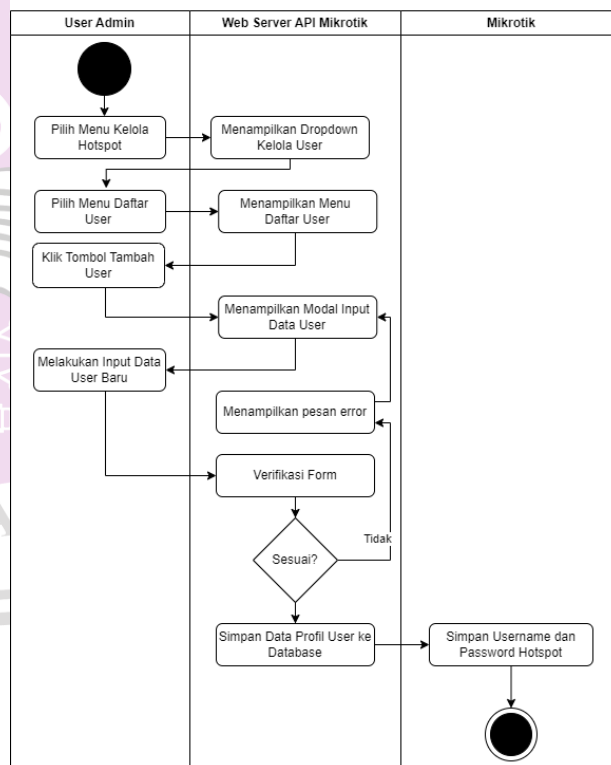 User Admin
Web Server API Mikrotik
Mikrotik
Pilih Menu Kelola
Hotspot
Menampilkan Dropdown
Kelola User
Pilih Menu Daftar
User
Menampilkan Menu
Daftar User
Klik Tombol Tambah
User
Menampilkan Modal Input
Data User
Melakukan Input Data
User Baru
Menampilkan pesan error
Verifikasi Form
Sesuai?
Tidak
Simpan Data Profil User ke
Database
Simpan Username dan
Password Hotspot